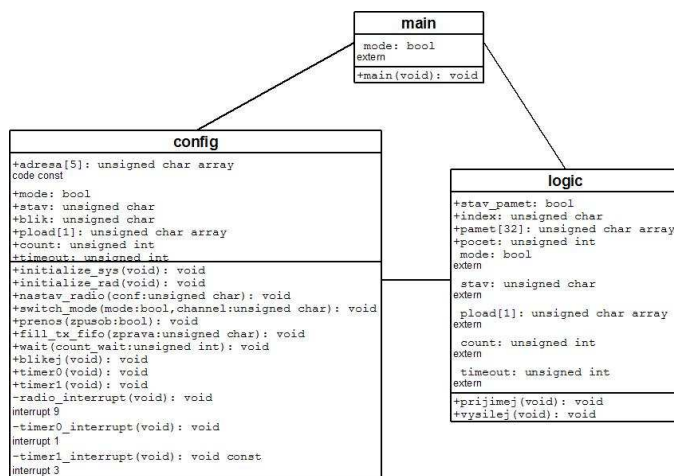 main
mode: bool
extern
+main(void): void
config
+adresa[5]: unsigned char array
code const
+mode: bool
+stav: unsigned char
+blik: unsigned char
+pload[1]: unsigned char array
+count: unsigned int
+timeout: unsigned int
+initialize_sys(void): void
+initialize_rad(void): void
+nastav_radio(conf:unsigned char): void
+switch_mode(mode:bool,channel:unsigned char): void
+prenos(zpusob:bool): void
+fill_tx_fifo(zprava:unsigned char): void
+wait(count_wait:unsigned int): void
+blikej(void): void
+timer0(void): void
+timer1(void): void
-radio_interrupt(void): void
interrupt 9
-timer0_interrupt(void): void
interrupt 1
-timer1_interrupt(void): void const
interrupt 3
logic
+stav_pamet: bool
+index: unsigned char
+pamet[32]: unsigned char array
+pocet: unsigned int
mode: bool
extern
stav: unsigned char
extern
pload[1]: unsigned char array
extern
count: unsigned int
extern
timeout: unsigned int
extern
+prijimej(void): void
+vysilej(void): void